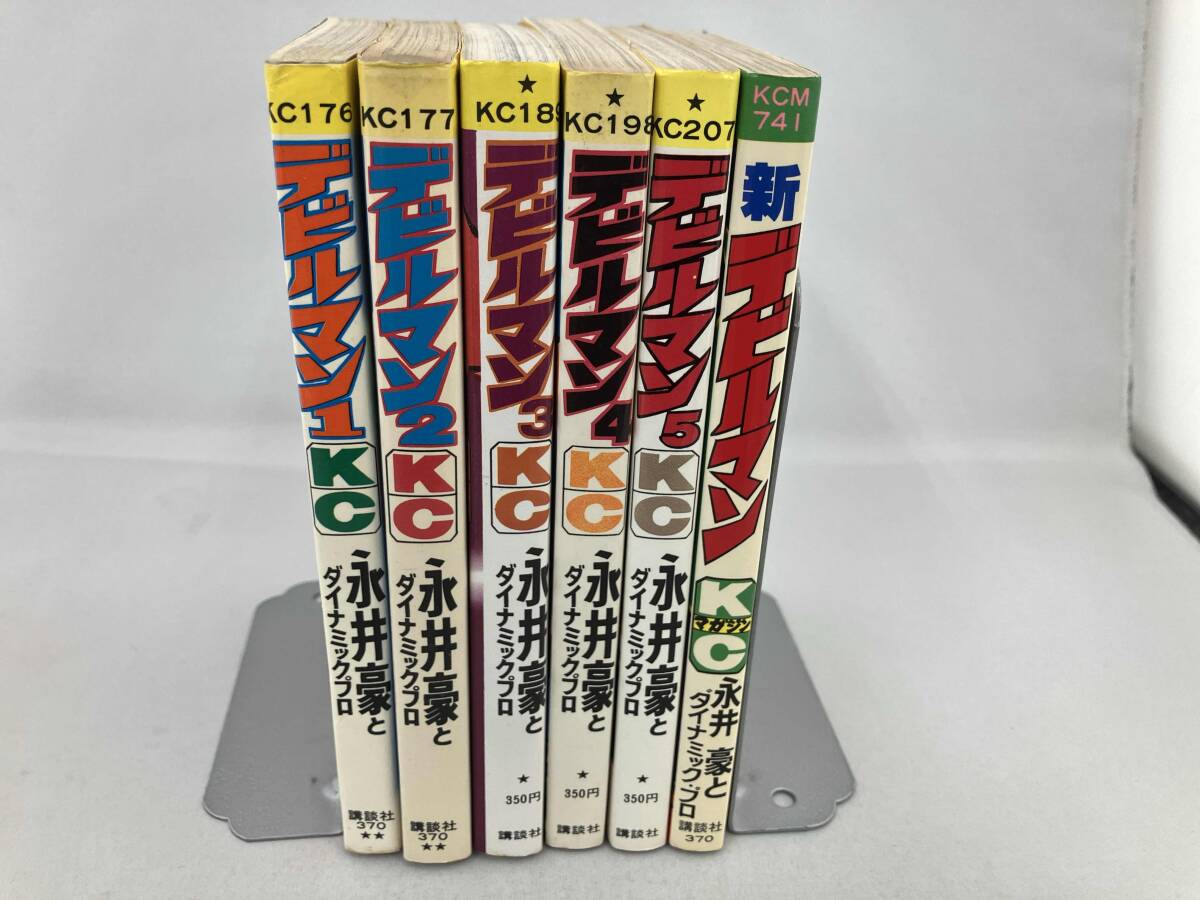 KC176
デビルマン1
KC
永井豪と
ダイナミックプロ
講談社
370
★★
KC177
デビルマン2
KC
永井豪と
ダイナミックプロ
講談社
370
★★
★
KC189
デビルマン3
KC
永井豪と
ダイナミックプロ
★
350円
講談社
★
KC198
デビルマン4
KC
永井豪と
ダイナミックプロ
★
350円
講談社
★
KC207
デビルマン5
KC
永井豪と
ダイナミックプロ
★
350円
講談社
KCM
741
新
デビルマン
K
マガジン
C
永井豪と
ダイナミック・プロ
講談社
370